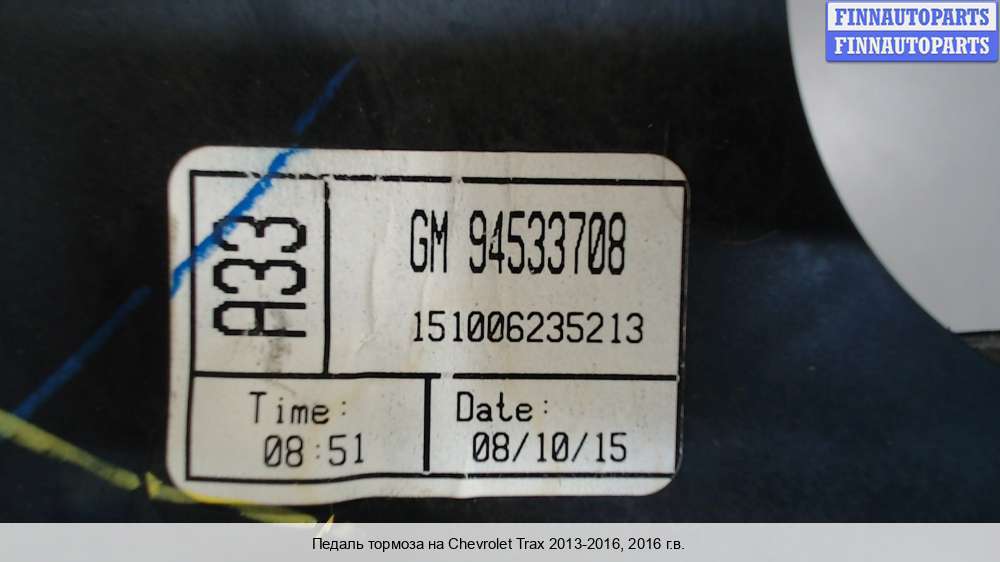 FINNAUTOPARTS
FINNAUTOPARTS
A33
GM 94533708
151006235213
Time:
08:51
Date:
08/10/15
Педаль тормоза на Chevrolet Trax 2013-2016, 2016 г.в.